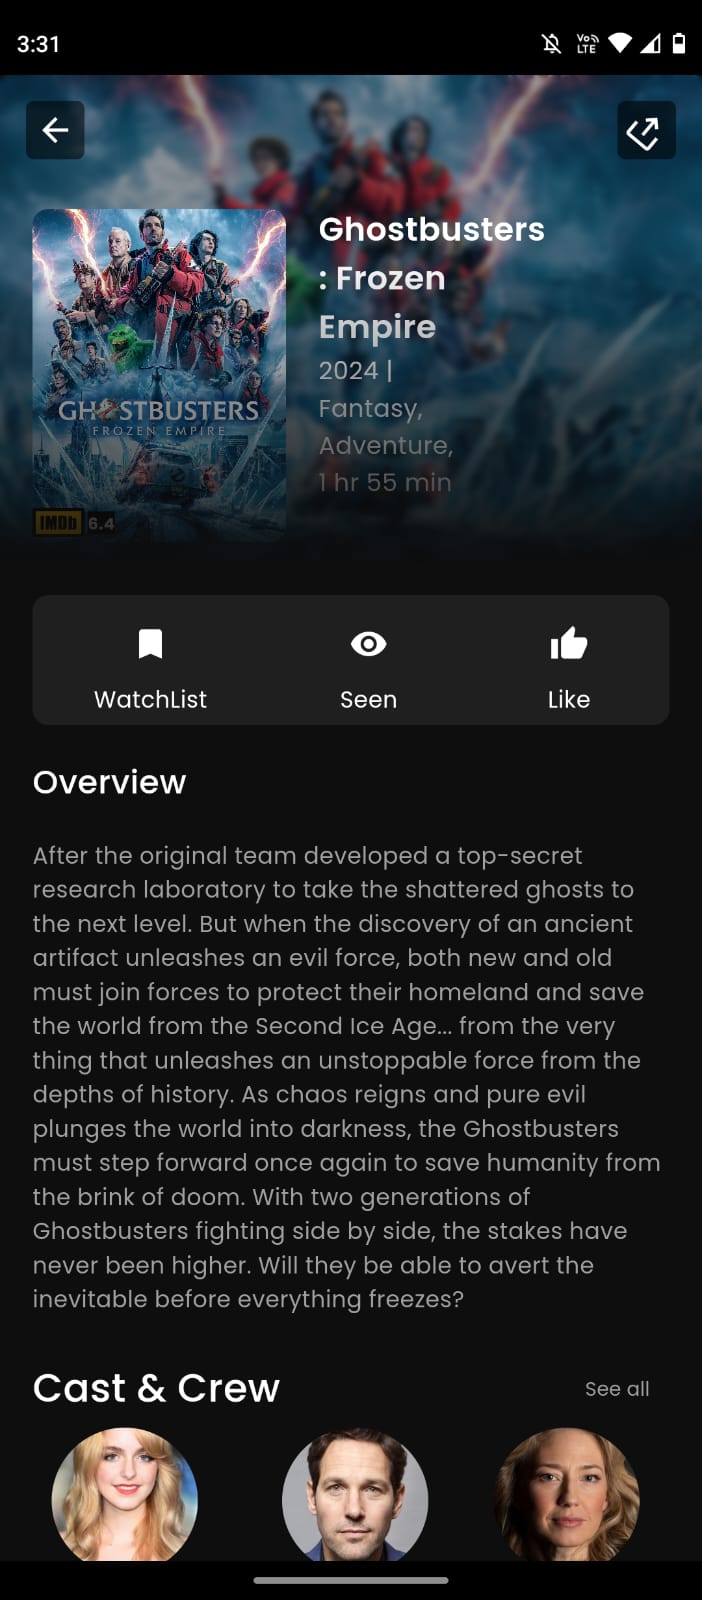 3:31
Vo
LTE
Ghostbusters
: Frozen
Empire
2024 |
Fantasy,
Adventure,
1 hr 55 min
GHOSTBUSTERS
FROZEN EMPIRE
IMDb 6.4
WatchList Seen Like
Overview
After the original team developed a top-secret
research laboratory to take the shattered ghosts to
the next level. But when the discovery of an ancient
artifact unleashes an evil force, both new and old
must join forces to protect their homeland and save
the world from the Second Ice Age... from the very
thing that unleashes an unstoppable force from the
depths of history. As chaos reigns and pure evil
plunges the world into darkness, the Ghostbusters
must step forward once again to save humanity from
the brink of doom. With two generations of
Ghostbusters fighting side by side, the stakes have
never been higher. Will they be able to avert the
inevitable before everything freezes?
Cast & Crew See all